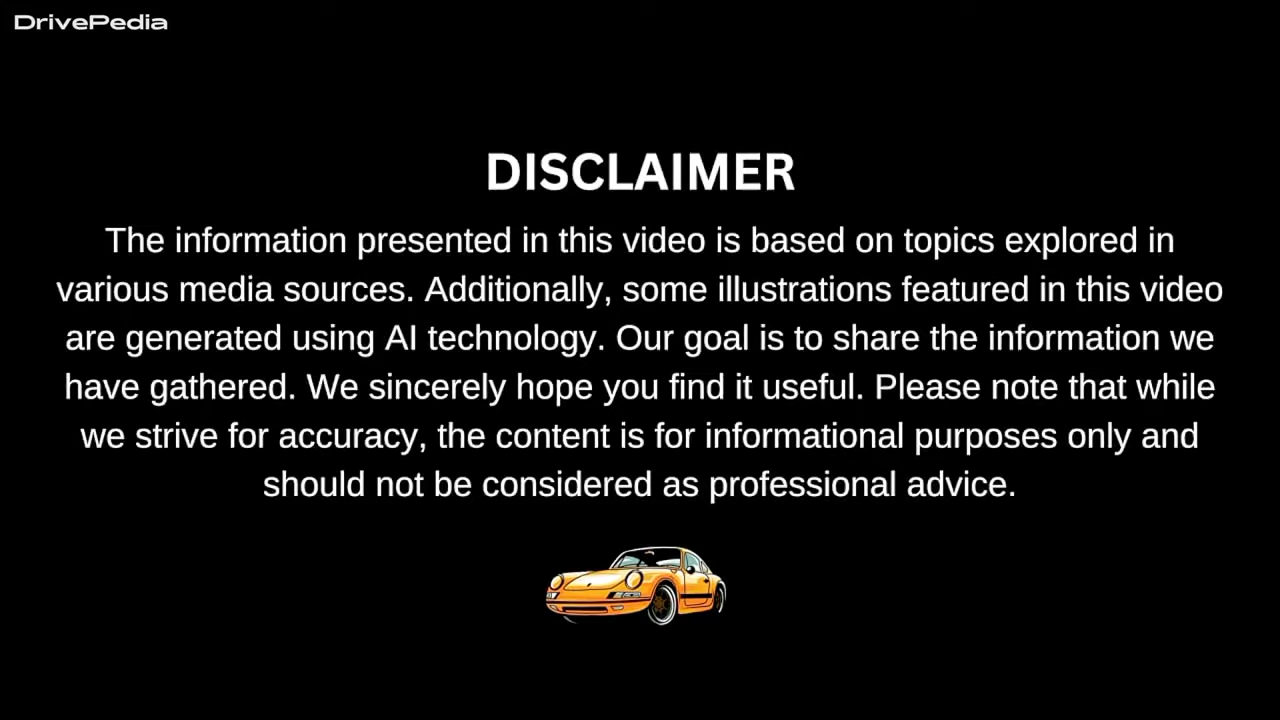 DrivePedia
DISCLAIMER
The information presented in this video is based on topics explored in
various media sources. Additionally, some illustrations featured in this video
are generated using AI technology. Our goal is to share the information we
have gathered. We sincerely hope you find it useful. Please note that while
we strive for accuracy, the content is for informational purposes only and
should not be considered as professional advice.